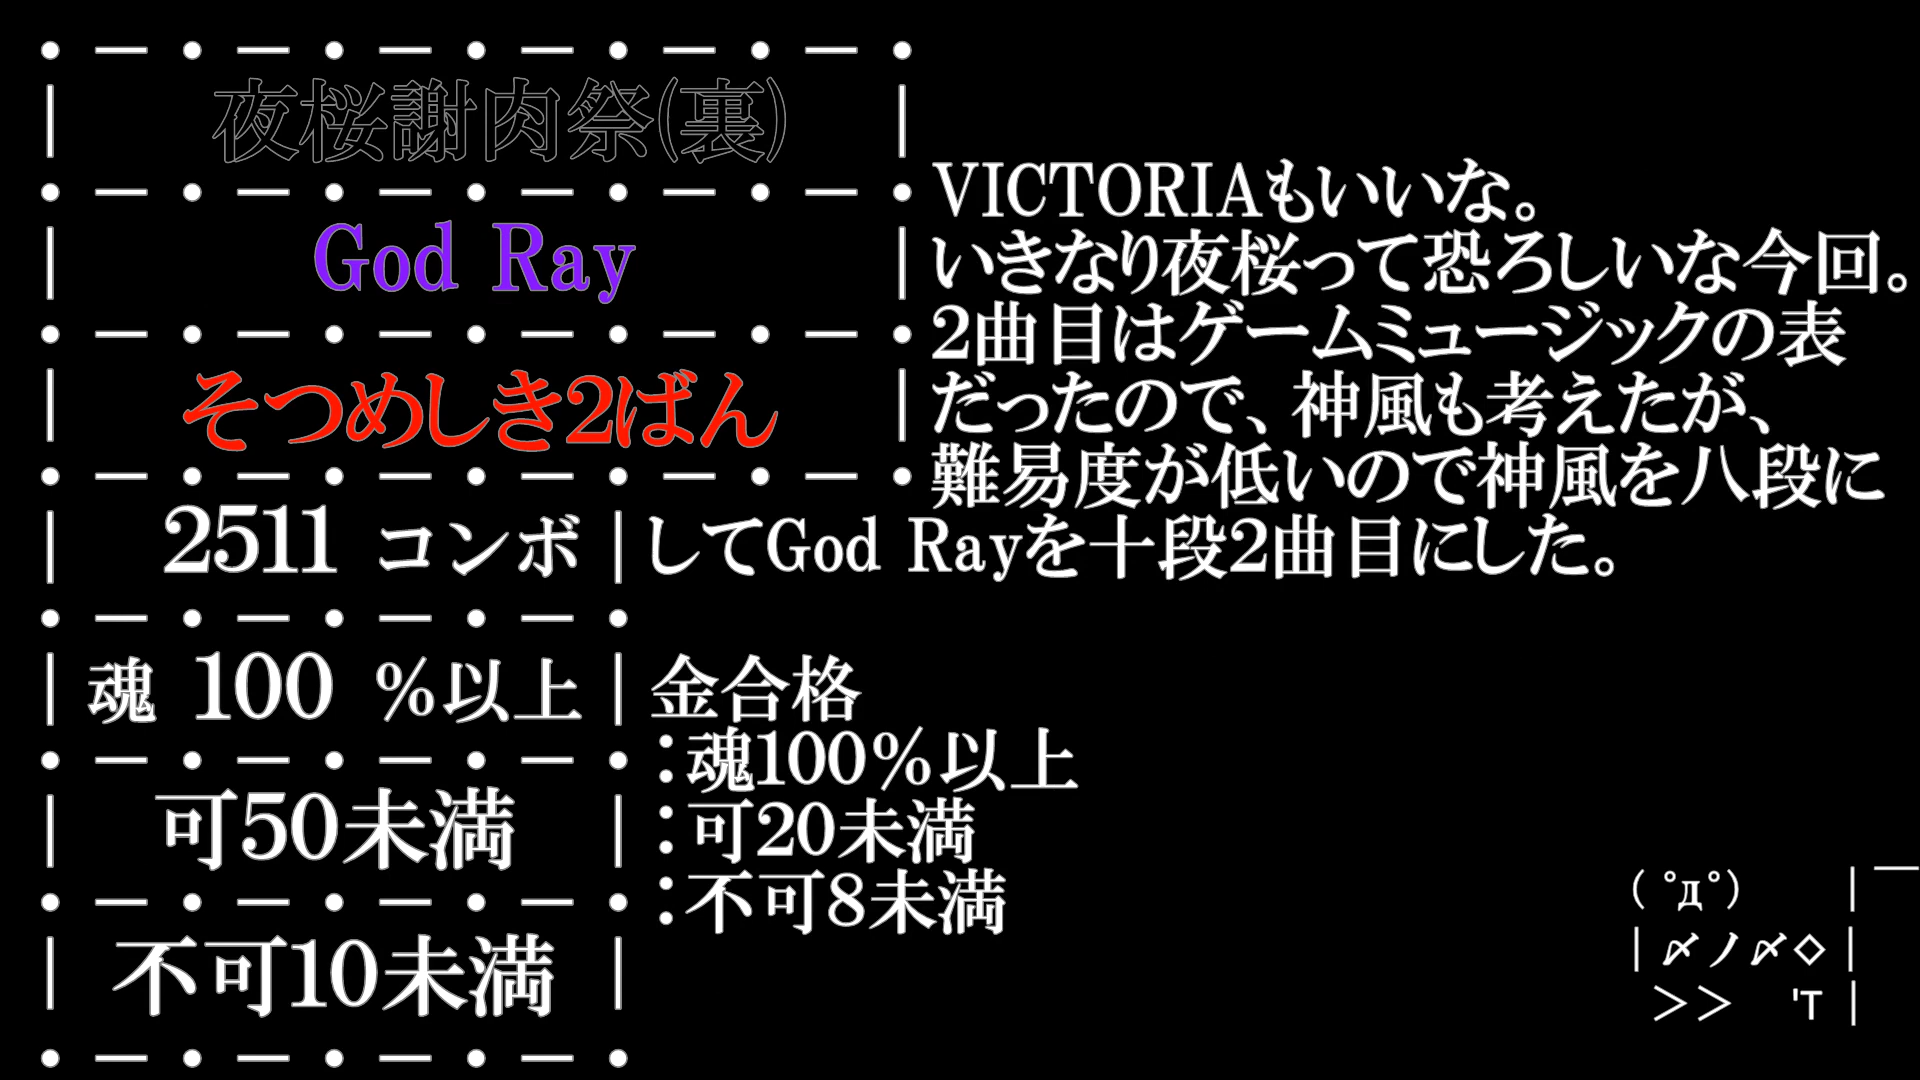 夜桜謝肉祭(裏)
God Ray
そつめしき2ばん
2511 コンボ
魂 100 %以上
可50未満
不可10未満
VICTORIAもいいな。
いきなり夜桜って恐ろしいな今回。
2曲目はゲームミュージックの表
だったので、神風も考えたが、
難易度が低いので神風を八段に
してGod Rayを十段2曲目にした。
金合格
:魂100%以上
:可20未満
:不可8未満
( ﾟдﾟ) |￣
|〆ノ〆◇|
>> 'T |